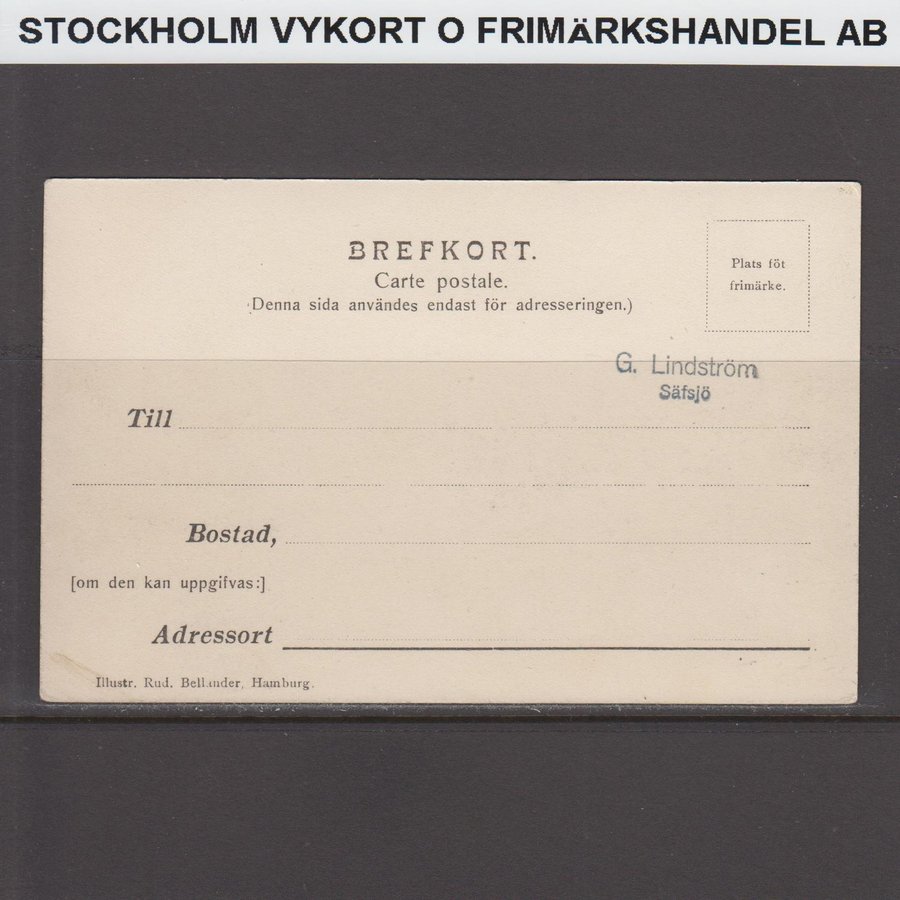 STOCKHOLM VYKORT O FRIMÄRKSHANDEL AB
BREFKORT.
Carte postale.
(Denna sida användes endast för adresseringen.)
Plats föt
frimärke.
G. Lindström
Säfsjö
Till
Bostad,
[om den kan uppgifvas:]
Adressort
Illustr. Rud. Bellander, Hamburg.